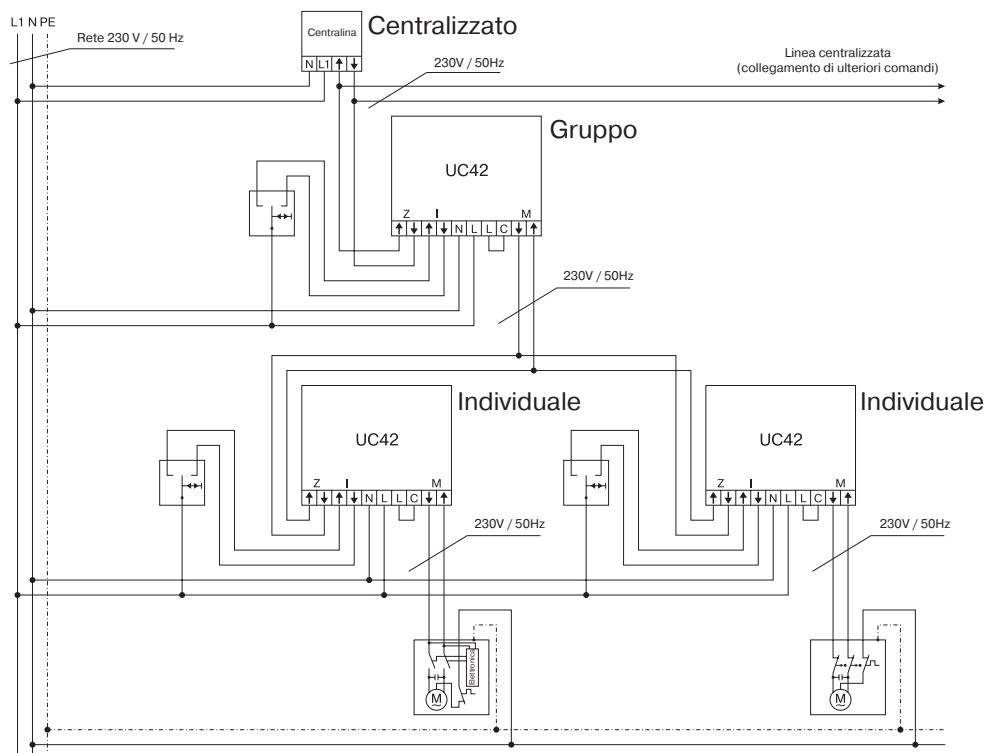 L1 N PE
Rete 230 V / 50 Hz
Centralina
N L1
Centralizzato
230V / 50Hz
Linea centralizzata
(collegamento di ulteriori comandi)
Gruppo
UC42
Z I M
N L L C
230V / 50Hz
Individuale
UC42
Z I M
N L L C
230V / 50Hz
Individuale
UC42
Z I M
N L L C
230V / 50Hz
Elettronica
M
M